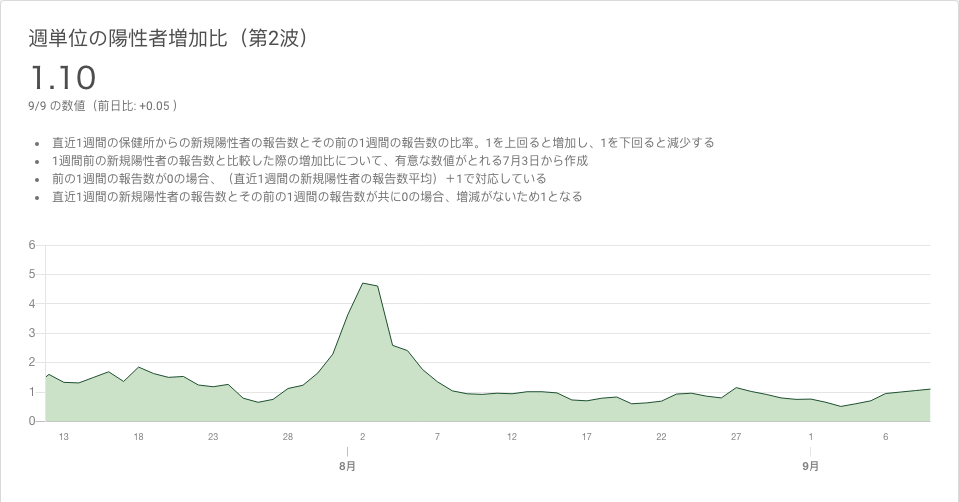 週単位の陽性者増加比（第2波）
1.10
9/9 の数値（前日比: +0.05 ）
直近1週間の保健所からの新規陽性者の報告数とその前の1週間の報告数の比率。1を上回ると増加し、1を下回ると減少する
1週間前の新規陽性者の報告数と比較した際の増加比について、有意な数値がとれる7月3日から作成
前の1週間の報告数が0の場合、（直近1週間の新規陽性者の報告数平均）＋1で対応している
直近1週間の新規陽性者の報告数とその前の1週間の報告数が共に0の場合、増減がないため1となる
6
5
4
3
2
1
0
13 18 23 28 2 7 12 17 22 27 1 6
8月 9月